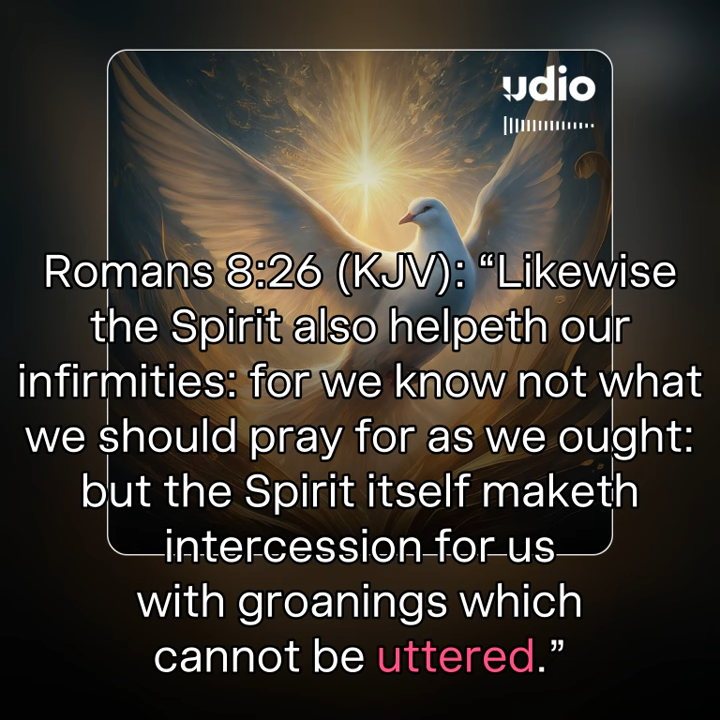 udio
Romans 8:26 (KJV): “Likewise
the Spirit also helpeth our
infirmities: for we know not what
we should pray for as we ought:
but the Spirit itself maketh
intercession for us
with groanings which
cannot be uttered.”